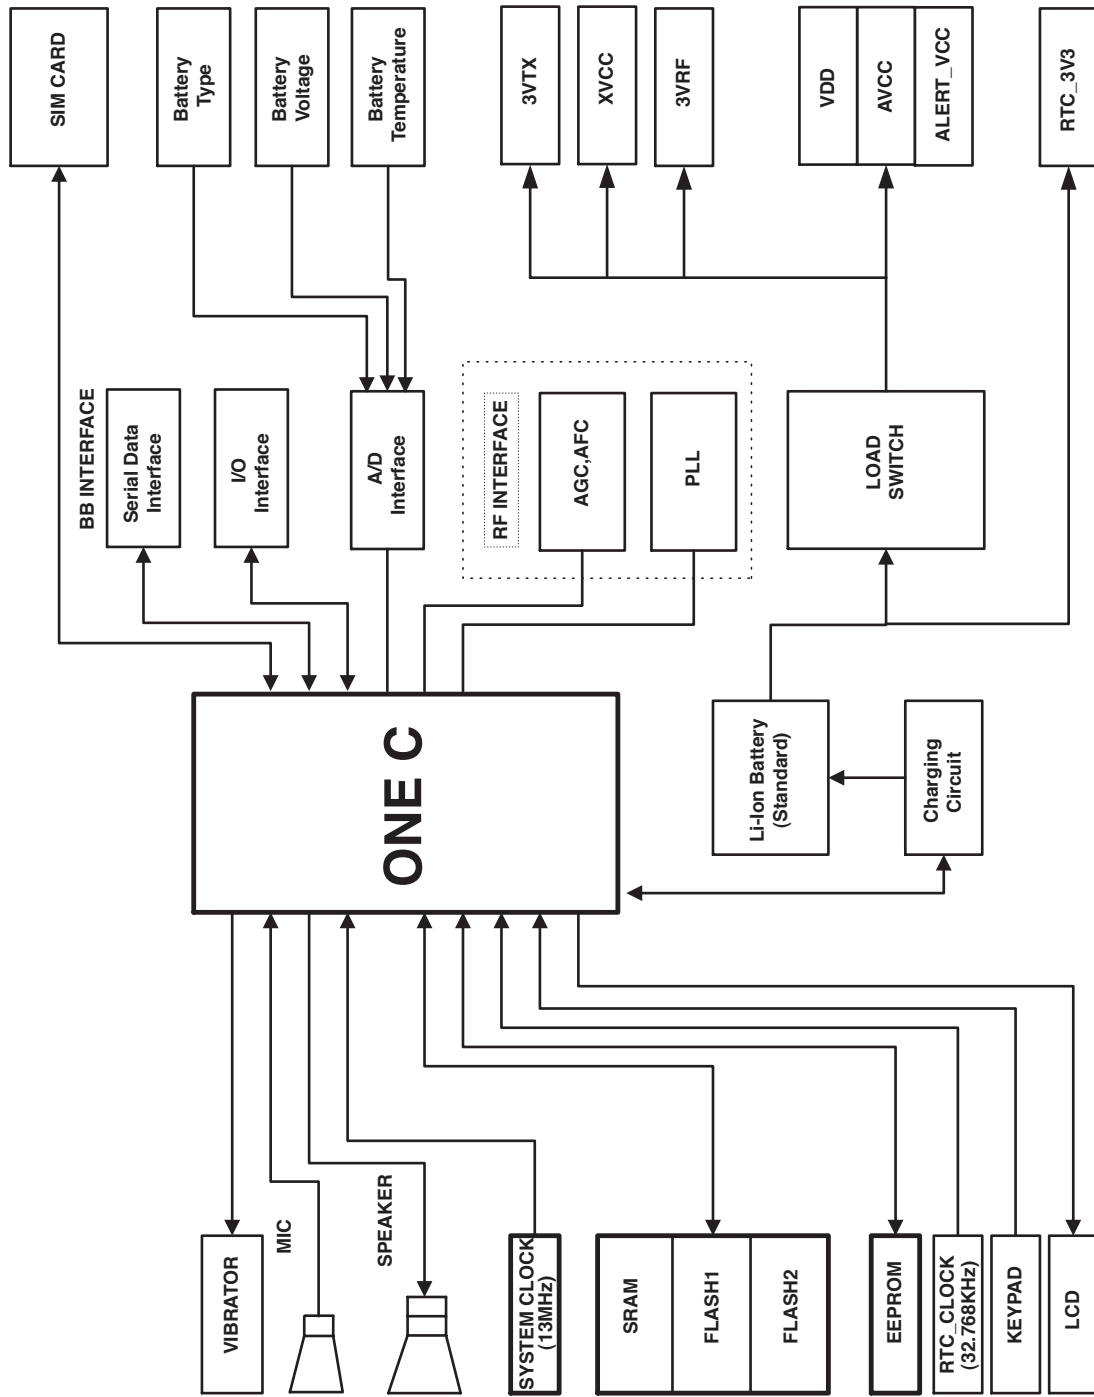 VIBRATOR
MIC
SPEAKER
SYSTEM CLOCK
(13MHz)
SRAM
FLASH1
FLASH2
EEPROM
RTC_CLOCK
(32.768KHz)
KEYPAD
LCD
ONE C
Li-Ion Battery
(Standard)
Charging
Circuit
BB INTERFACE
Serial Data
Interface
I/O
Interface
A/D
Interface
RF INTERFACE
AGC,AFC
PLL
LOAD
SWITCH
SIM CARD
Battery
Type
Battery
Voltage
Battery
Temperature
3VTX
XVCC
3VRF
VDD
AVCC
ALERT_VCC
RTC_3V3